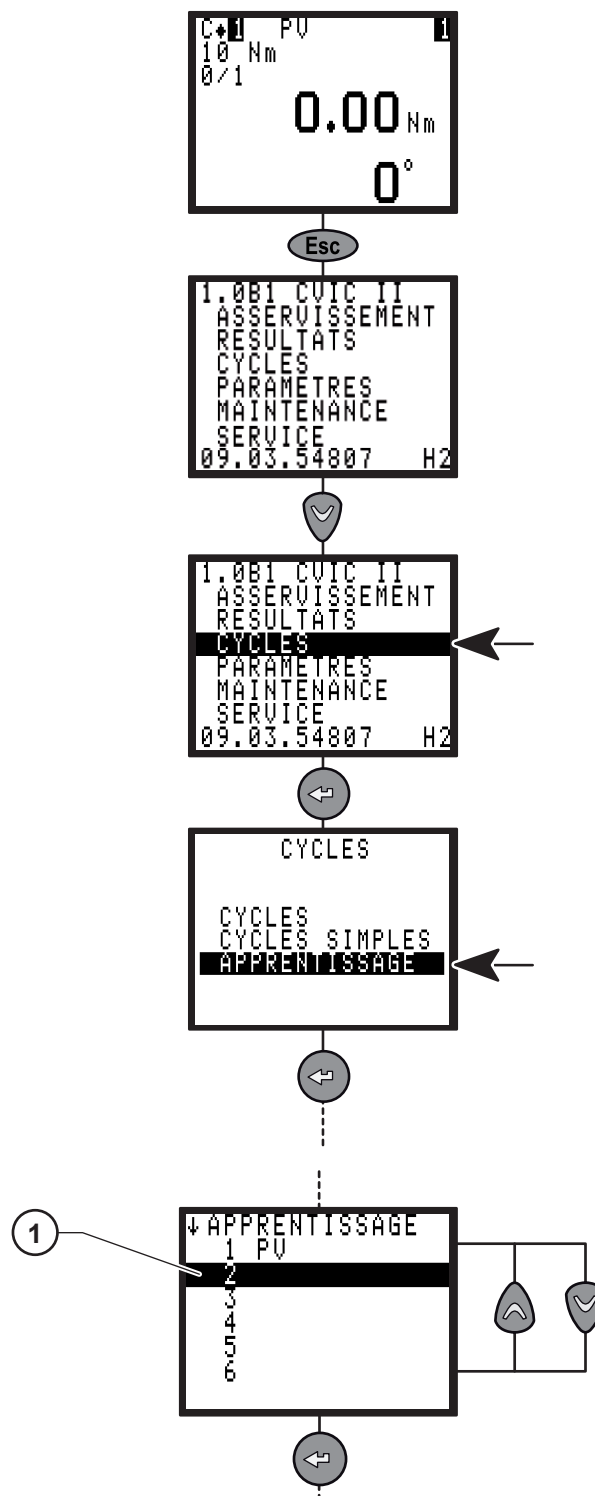 C♦1 PV 1
10 Nm
0/1
0.00 Nm
0°
Esc
1.0B1 CVIC II
ASSERVISSEMENT
RESULTATS
CYCLES
PARAMETRES
MAINTENANCE
SERVICE
09.03.54807 H2
1.0B1 CVIC II
ASSERVISSEMENT
RESULTATS
CYCLES
PARAMETRES
MAINTENANCE
SERVICE
09.03.54807 H2
CYCLES
CYCLES
CYCLES SIMPLES
APPRENTISSAGE
1
↓APPRENTISSAGE
1 PV
2
3
4
5
6